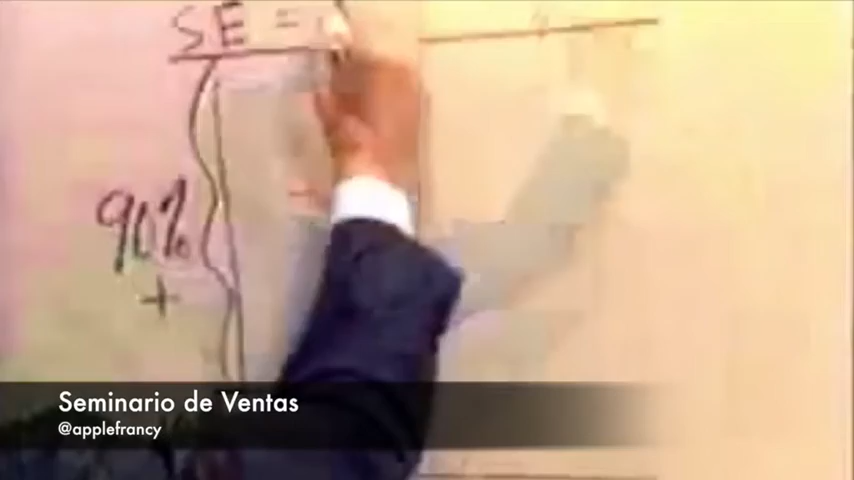 SE =
90%
+
Seminario de Ventas
@applefrancy